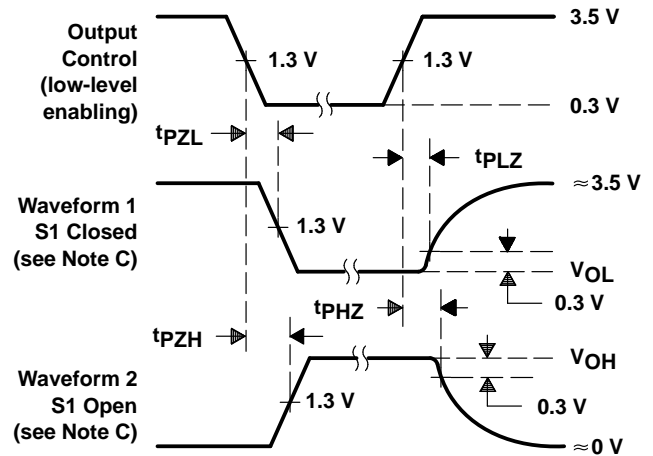 Output
Control
(low-level
enabling)
3.5 V
1.3 V
1.3 V
0.3 V
tPZL
tPLZ
Waveform 1
S1 Closed
(see Note C)
≈3.5 V
1.3 V
VOL
0.3 V
tPHZ
tPZH
Waveform 2
S1 Open
(see Note C)
VOH
1.3 V
0.3 V
≈0 V